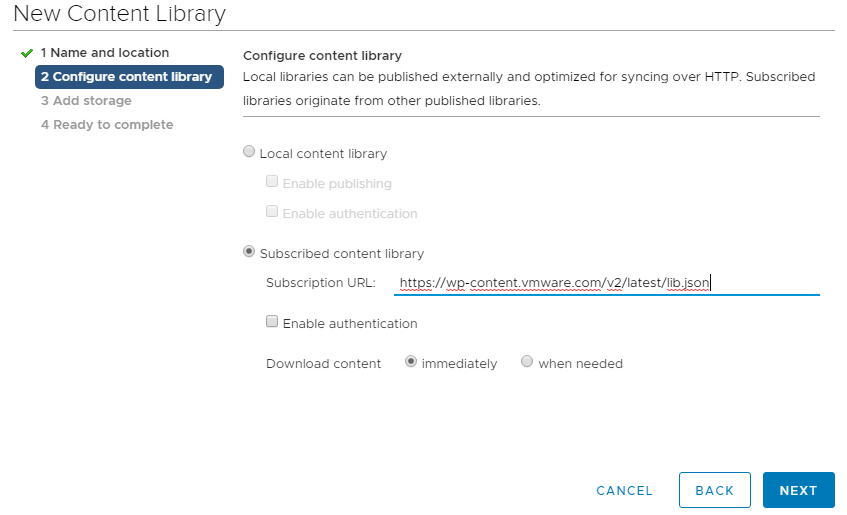 New Content Library
1 Name and location
2 Configure content library
3 Add storage
4 Ready to complete
Configure content library
Local libraries can be published externally and optimized for syncing over HTTP. Subscribed
libraries originate from other published libraries.
Local content library
Enable publishing
Enable authentication
Subscribed content library
Subscription URL: https://wp-content.vmware.com/v2/latest/lib.json
Enable authentication
Download content immediately when needed
CANCEL BACK NEXT